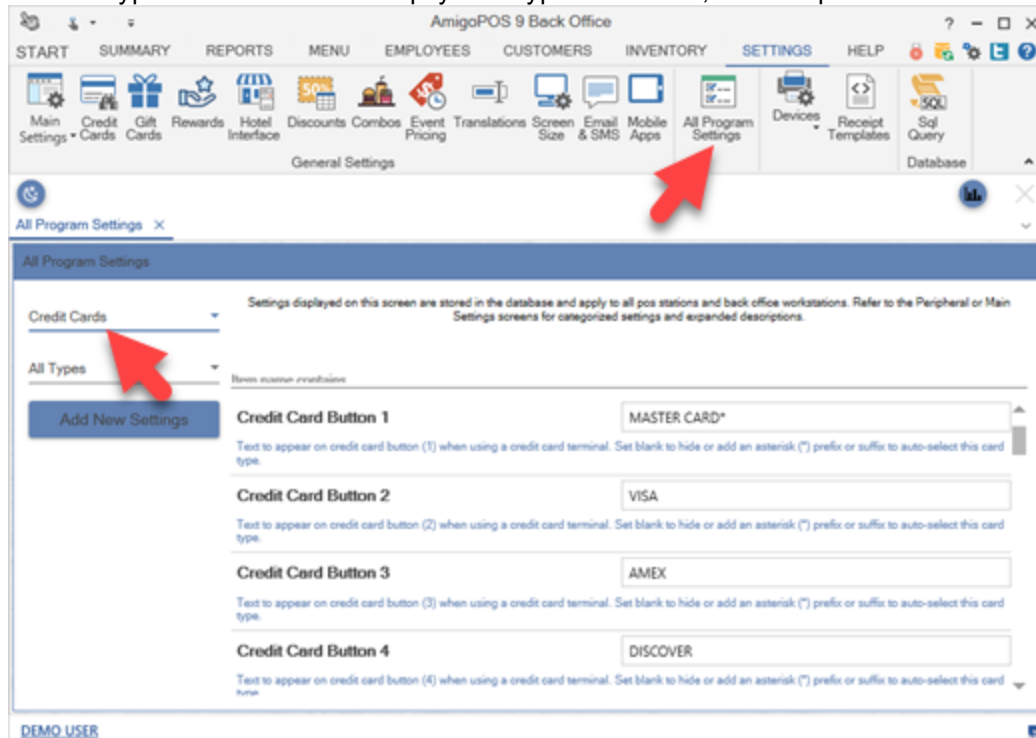 AmigoPOS 9 Back Office
START SUMMARY REPORTS MENU EMPLOYEES CUSTOMERS INVENTORY SETTINGS HELP
Main Settings
Credit Cards
Gift Cards
Rewards
Hotel Interface
Discounts
Combos
Event Pricing
Translations
Screen Size
Email & SMS
Mobile Apps
All Program Settings
Devices
Receipt Templates
Sql Query
General Settings
Database
All Program Settings
All Program Settings
Credit Cards
All Types
Add New Settings
Settings displayed on this screen are stored in the database and apply to all pos stations and back office workstations. Refer to the Peripheral or Main
Settings screens for categorized settings and expanded descriptions.
Item name contains
Credit Card Button 1 MASTER CARD*
Text to appear on credit card button (1) when using a credit card terminal. Set blank to hide or add an asterisk (*) prefix or suffix to auto-select this card
type.
Credit Card Button 2 VISA
Text to appear on credit card button (2) when using a credit card terminal. Set blank to hide or add an asterisk (*) prefix or suffix to auto-select this card
type.
Credit Card Button 3 AMEX
Text to appear on credit card button (3) when using a credit card terminal. Set blank to hide or add an asterisk (*) prefix or suffix to auto-select this card
type.
Credit Card Button 4 DISCOVER
Text to appear on credit card button (4) when using a credit card terminal. Set blank to hide or add an asterisk (*) prefix or suffix to auto-select this card
type
DEMO USER